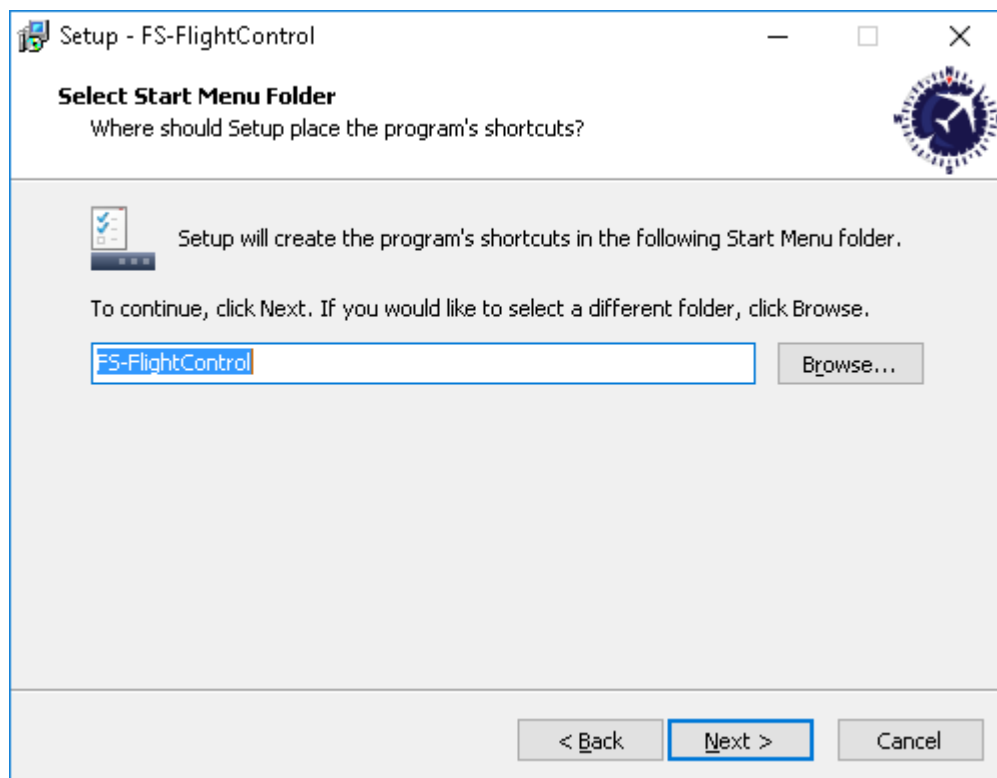 Setup - FS-FlightControl
Select Start Menu Folder
Where should Setup place the program's shortcuts?
Setup will create the program's shortcuts in the following Start Menu folder.
To continue, click Next. If you would like to select a different folder, click Browse.
FS-FlightControl
Browse...
< Back
Next >
Cancel